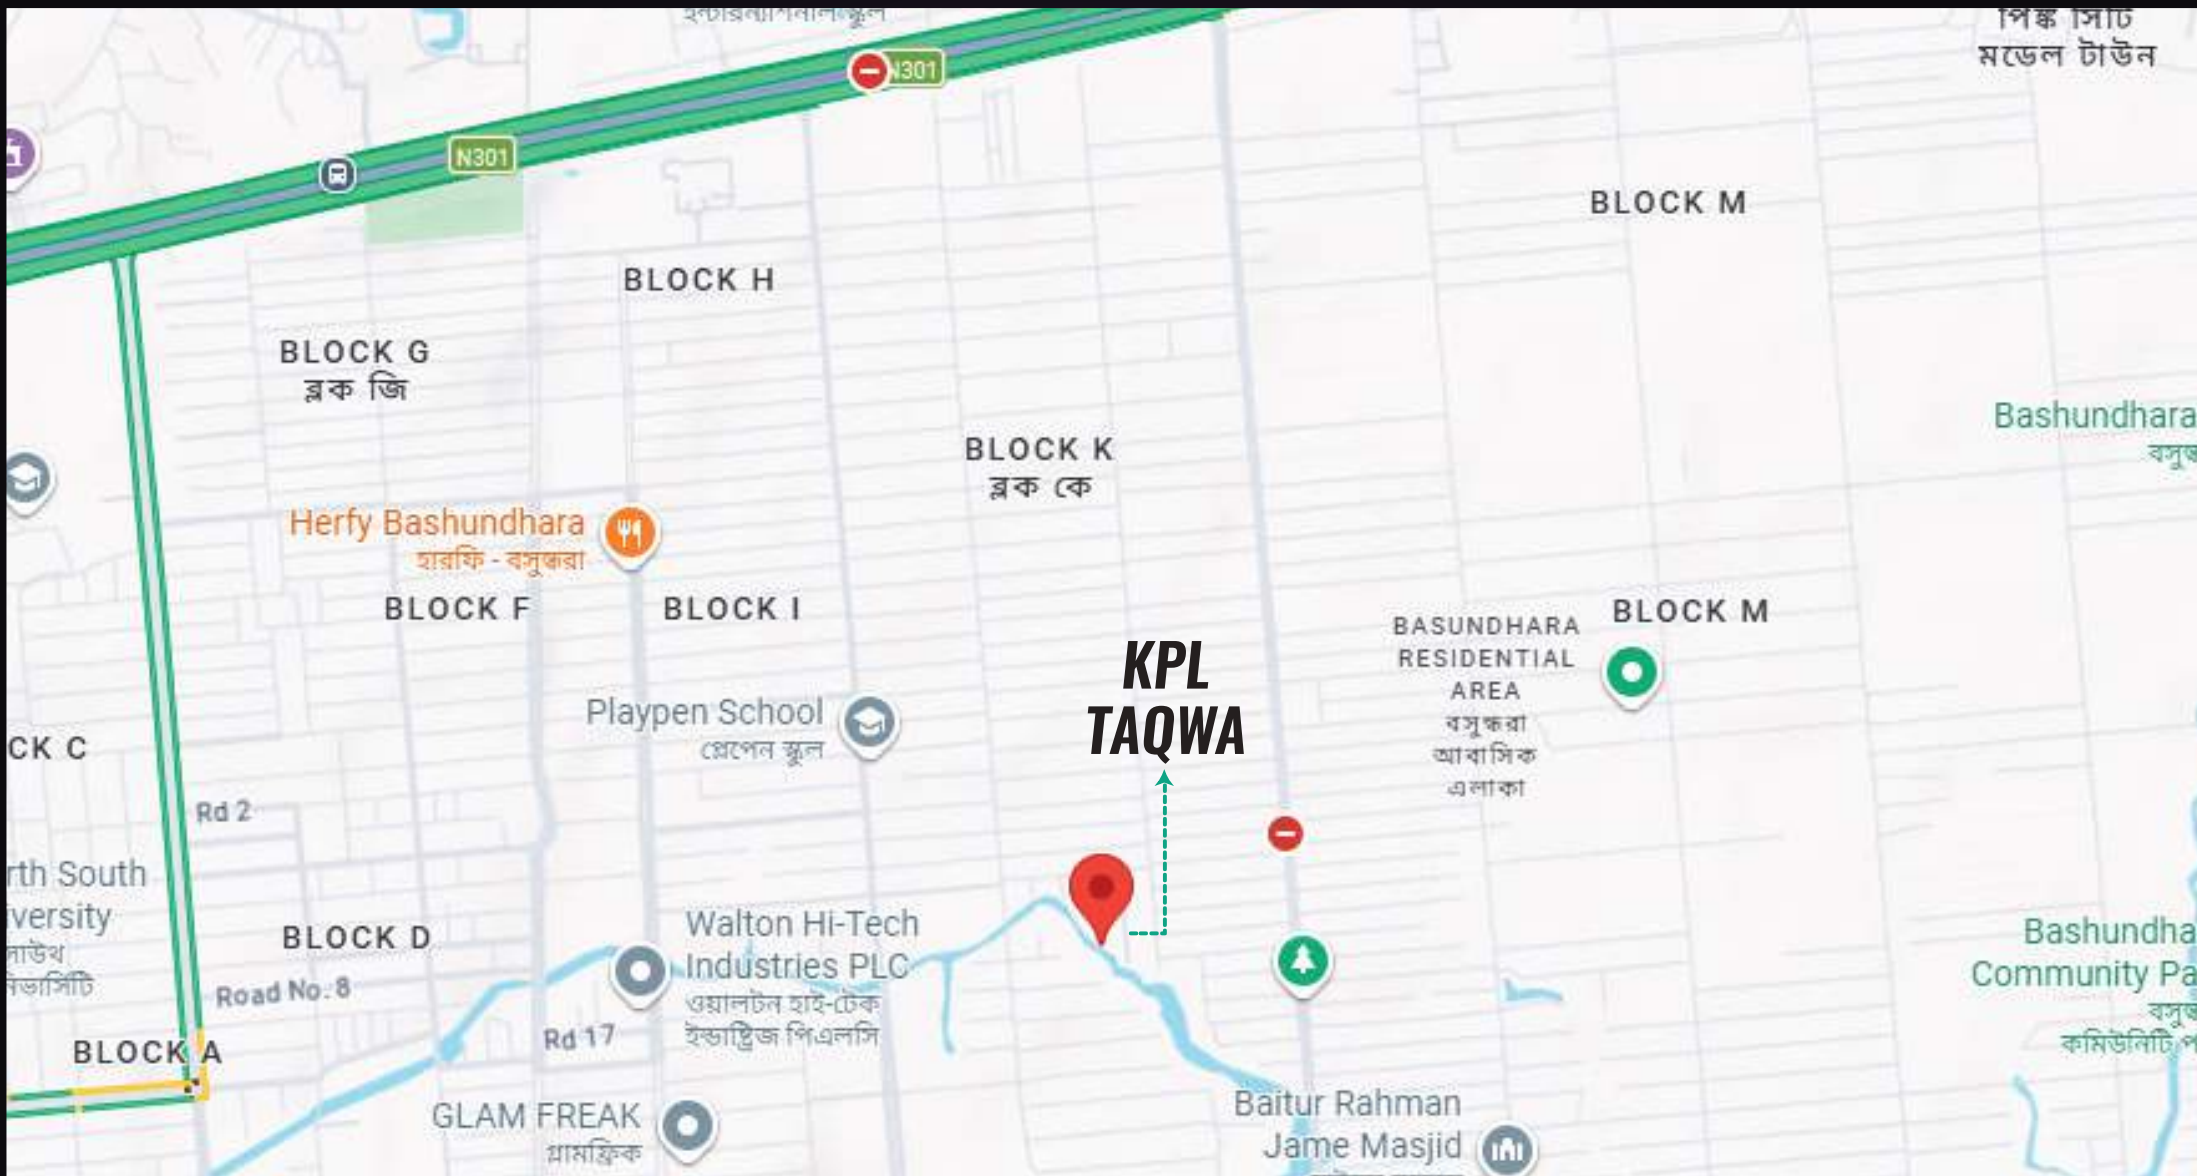 পিঙ্ক সিটি
মডেল টাউন
N301
N301
BLOCK M
BLOCK H
BLOCK G
ব্লক জি
Bashundhara
BLOCK K
ব্লক কে
Herfy Bashundhara
হারফি - বসুন্ধরা
BLOCK F
BLOCK I
BLOCK M
BASUNDHARA
RESIDENTIAL
AREA
বসুন্ধরা
আবাসিক
এলাকা
KPL
TAQWA
Playpen School
প্লেপেন স্কুল
CK C
Rd 2
rth South
versity
সাউথ
BLOCK D
Road No. 8
Walton Hi-Tech
Industries PLC
ওয়ালটন হাই-টেক
ইন্ডাষ্ট্রিজ পিএলসি
Bashundha
Community Pa
কমিউনিটি প
Rd 17
BLOCK A
GLAM FREAK
গ্লামফ্রিক
Baitur Rahman
Jame Masjid